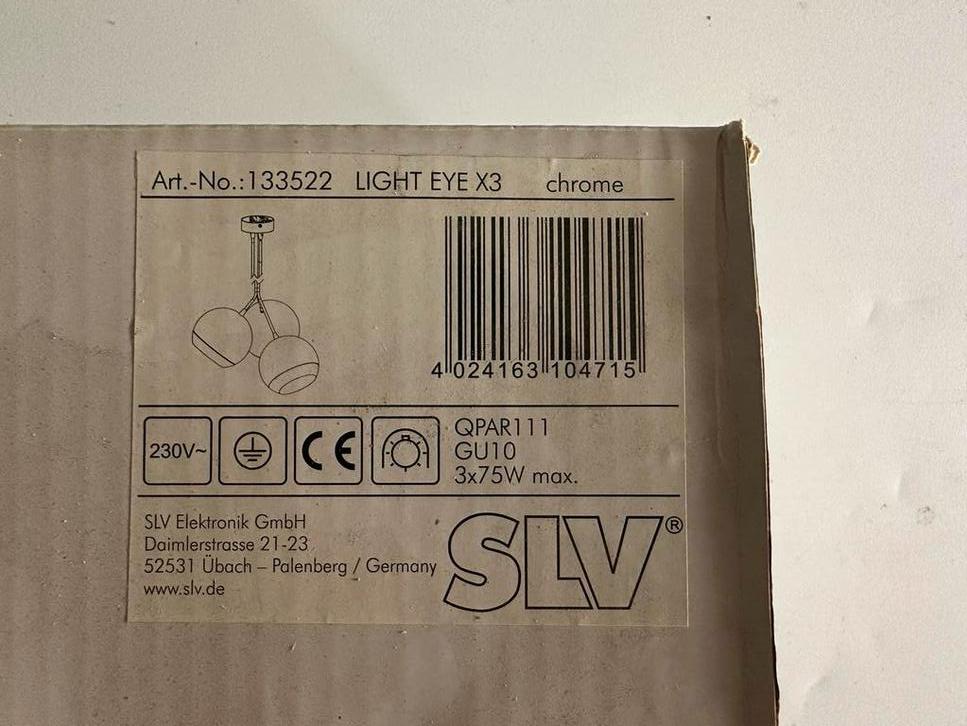 Art.-No.:133522 LIGHT EYE X3 chrome
4 024163 104715
230V~
CE
QPAR111
GU10
3x75W max.
SLV Elektronik GmbH
Daimlerstrasse 21-23
52531 Übach – Palenberg / Germany
www.slv.de
SLV®